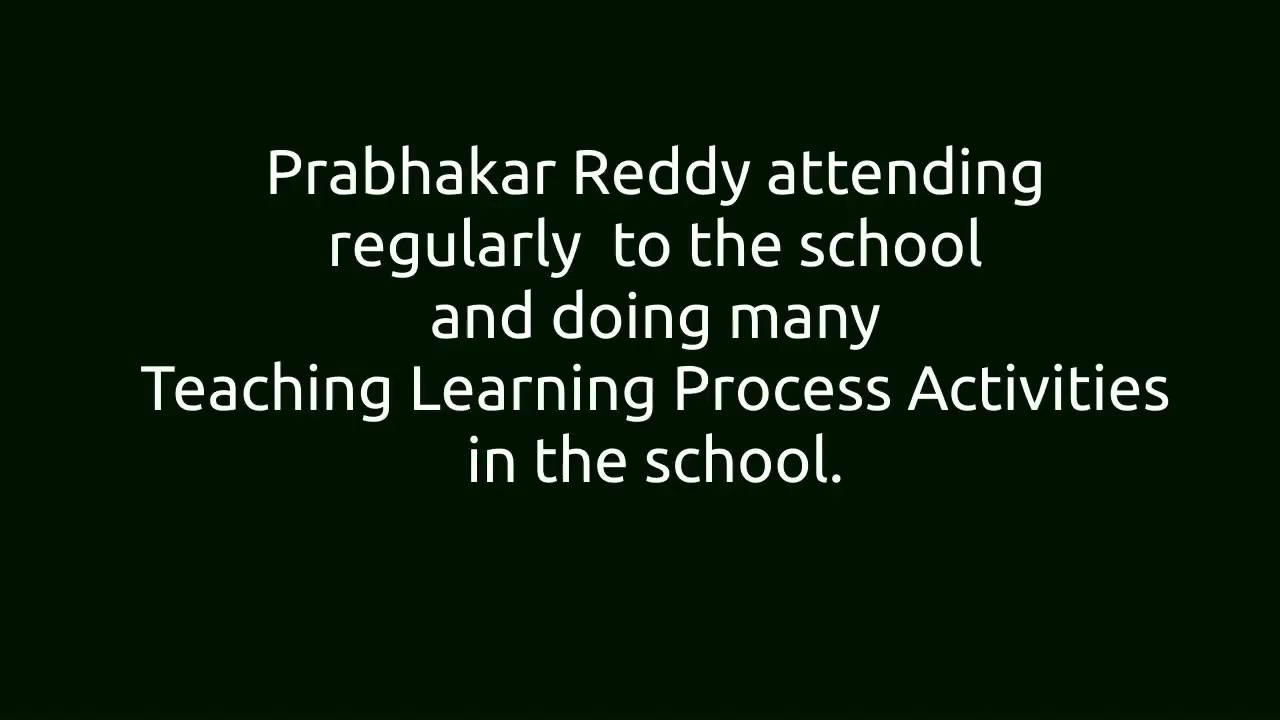 Prabhakar Reddy attending
regularly  to the school
and doing many
Teaching Learning Process Activities
in the school.